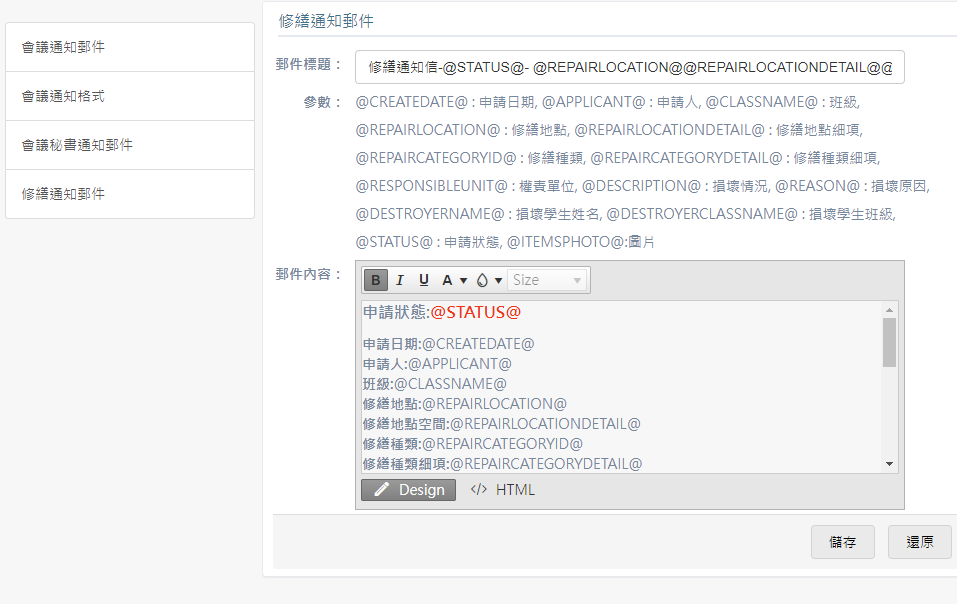 會議通知郵件
會議通知格式
會議秘書通知郵件
修繕通知郵件
修繕通知郵件
郵件標題： 修繕通知信-@STATUS@- @REPAIRLOCATION@@REPAIRLOCATIONDETAIL@@
參數： @CREATEDATE@ : 申請日期, @APPLICANT@ : 申請人, @CLASSNAME@ : 班級,
@REPAIRLOCATION@ : 修繕地點, @REPAIRLOCATIONDETAIL@ : 修繕地點細項,
@REPAIRCATEGORYID@ : 修繕種類, @REPAIRCATEGORYDETAIL@ : 修繕種類細項,
@RESPONSIBLEUNIT@ : 權責單位, @DESCRIPTION@ : 損壞情況, @REASON@ : 損壞原因,
@DESTROYERNAME@ : 損壞學生姓名, @DESTROYERCLASSNAME@ : 損壞學生班級,
@STATUS@ : 申請狀態, @ITEMSPHOTO@:圖片
郵件內容：
B I U A Size
申請狀態:@STATUS@
申請日期:@CREATEDATE@
申請人:@APPLICANT@
班級:@CLASSNAME@
修繕地點:@REPAIRLOCATION@
修繕地點空間:@REPAIRLOCATIONDETAIL@
修繕種類:@REPAIRCATEGORYID@
修繕種類細項:@REPAIRCATEGORYDETAIL@
Design </> HTML
儲存 還原